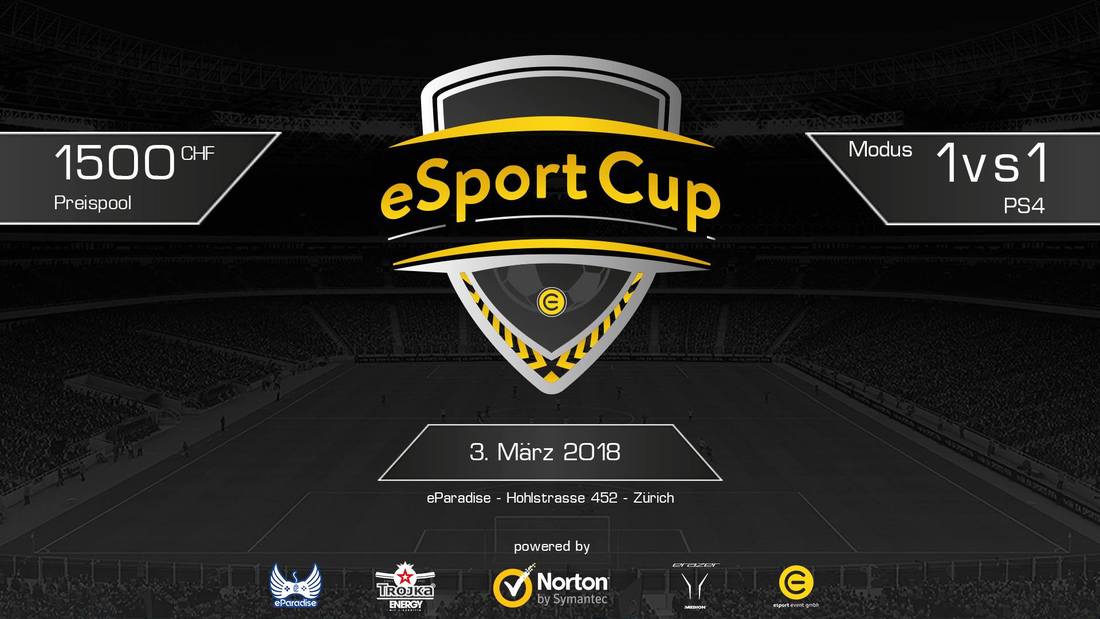 1500 CHF
Preispool
eSport Cup
Modus 1vs1
PS4
3. März 2018
eParadise - Hohlstrasse 452 - Zürich
powered by
eParadise
TROJKA
ENERGY
Norton
by Symantec
erazer
MEDION
esport event gmbh